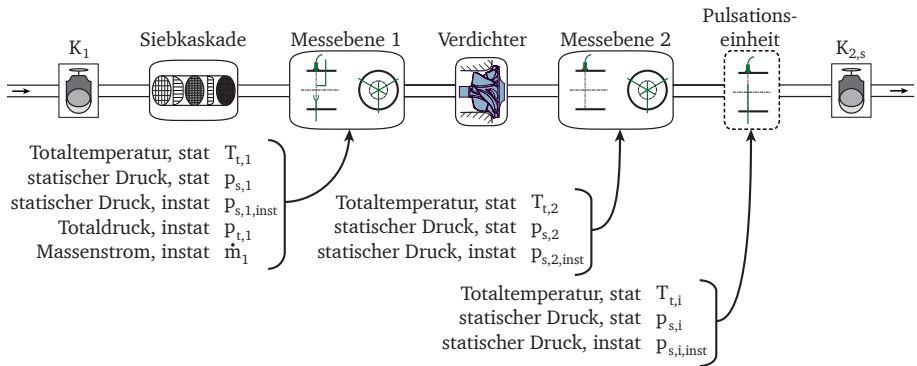 Pulsations-
einheit
K1
Siebkaskade
Messebene 1
Verdichter
Messebene 2
K2,s
Totaltemperatur, stat Tt,1
statischer Druck, stat ps,1
statischer Druck, instat ps,1,inst
Totaldruck, instat pt,1
Massenstrom, instat ṁ1
Totaltemperatur, stat Tt,2
statischer Druck, stat ps,2
statischer Druck, instat ps,2,inst
Totaltemperatur, stat Tt,i
statischer Druck, stat ps,i
statischer Druck, instat ps,i,inst